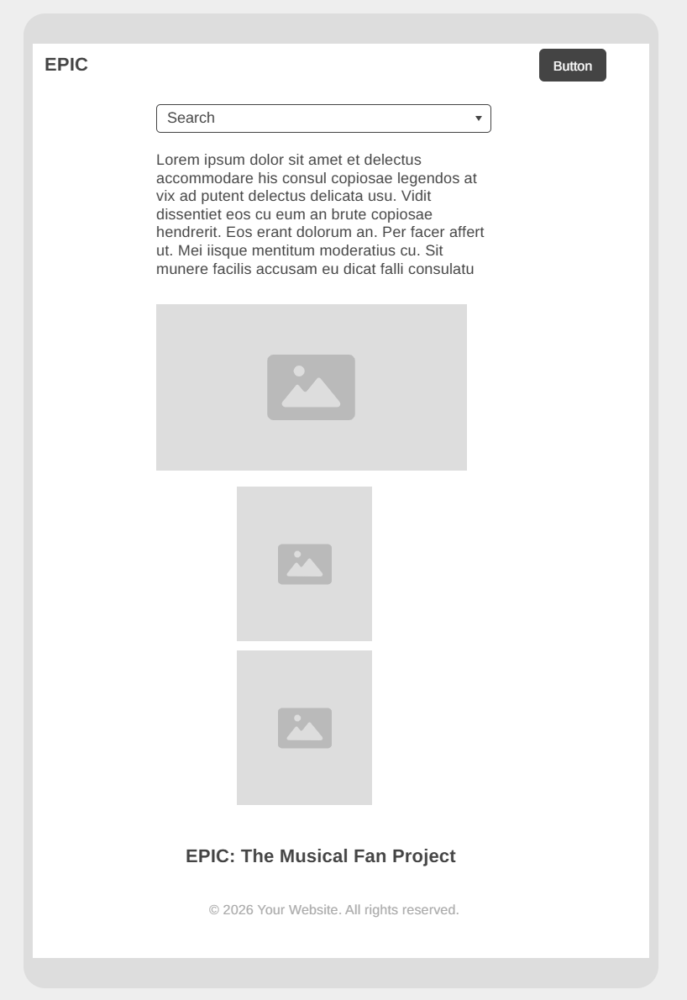 EPIC
Button
Search
Lorem ipsum dolor sit amet et delectus
accommodare his consul copiosae legendos at
vix ad putent delectus delicata usu. Vidit
dissentiet eos cu eum an brute copiosae
hendrerit. Eos erant dolorum an. Per facer affert
ut. Mei iisque mentitum moderatius cu. Sit
munere facilis accusam eu dicat falli consulatu
EPIC: The Musical Fan Project
© 2026 Your Website. All rights reserved.